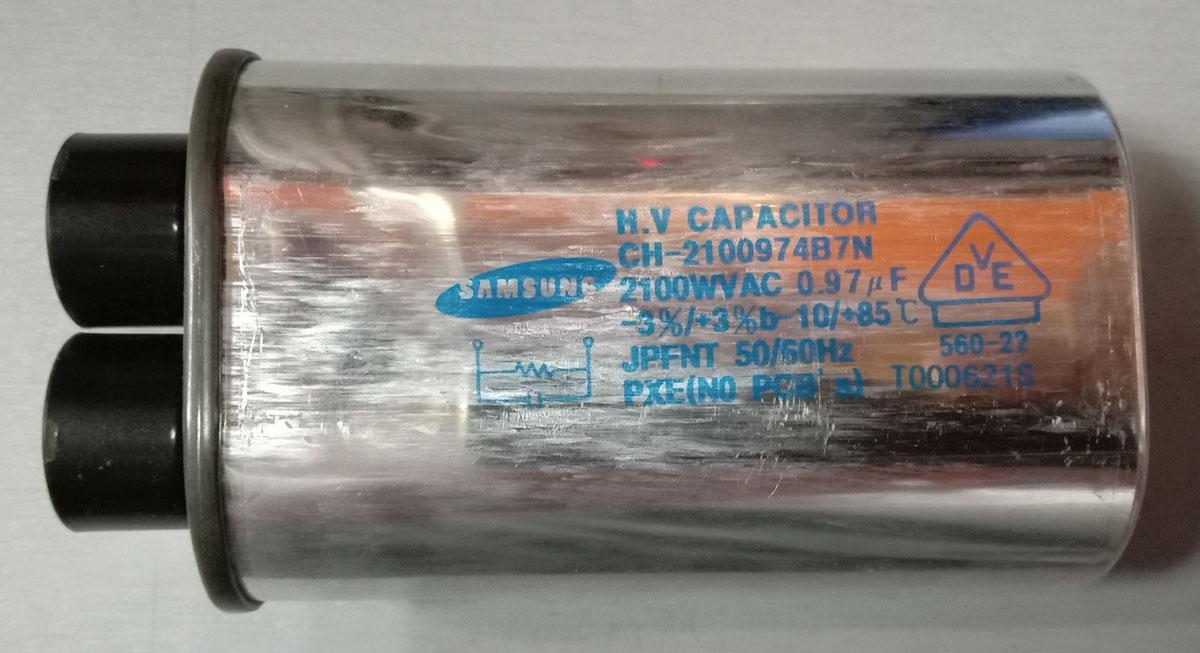 SAMSUNG
H.V CAPACITOR
CH-2100974B7N
2100WVAC 0.97μF
-3%/+3%b-10/+85℃
JPFNT 50/60Hz
PXE(NO PCB's)
DVE
560-22
T000621S